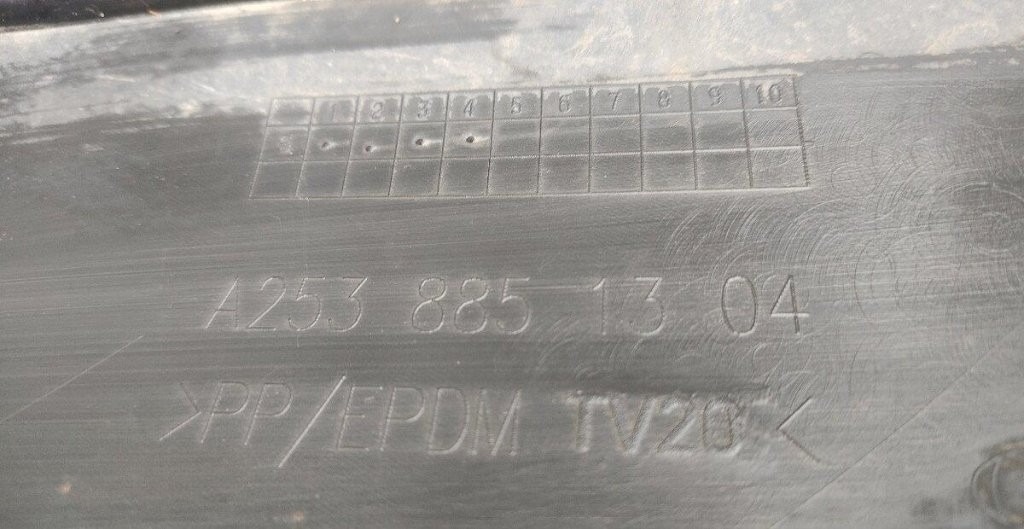 1 2 3 4 5 6 7 8 9 10
A253 885 13 04
>PP/EPDM TV20<